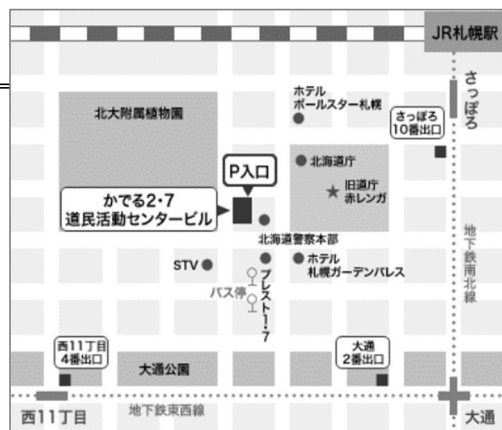 JR札幌駅
さっぽろ
ホテル
ポールスター札幌
さっぽろ
10番出口
北大附属植物園
P入口
北海道庁
旧道庁
赤レンガ
かでる2・7
道民活動センタービル
北海道警察本部
地下鉄南北線
STV
ホテル
札幌ガーデンパレス
バス停
プレスト1・7
西11丁目
4番出口
大通公園
大通
2番出口
地下鉄東西線
西11丁目
大通